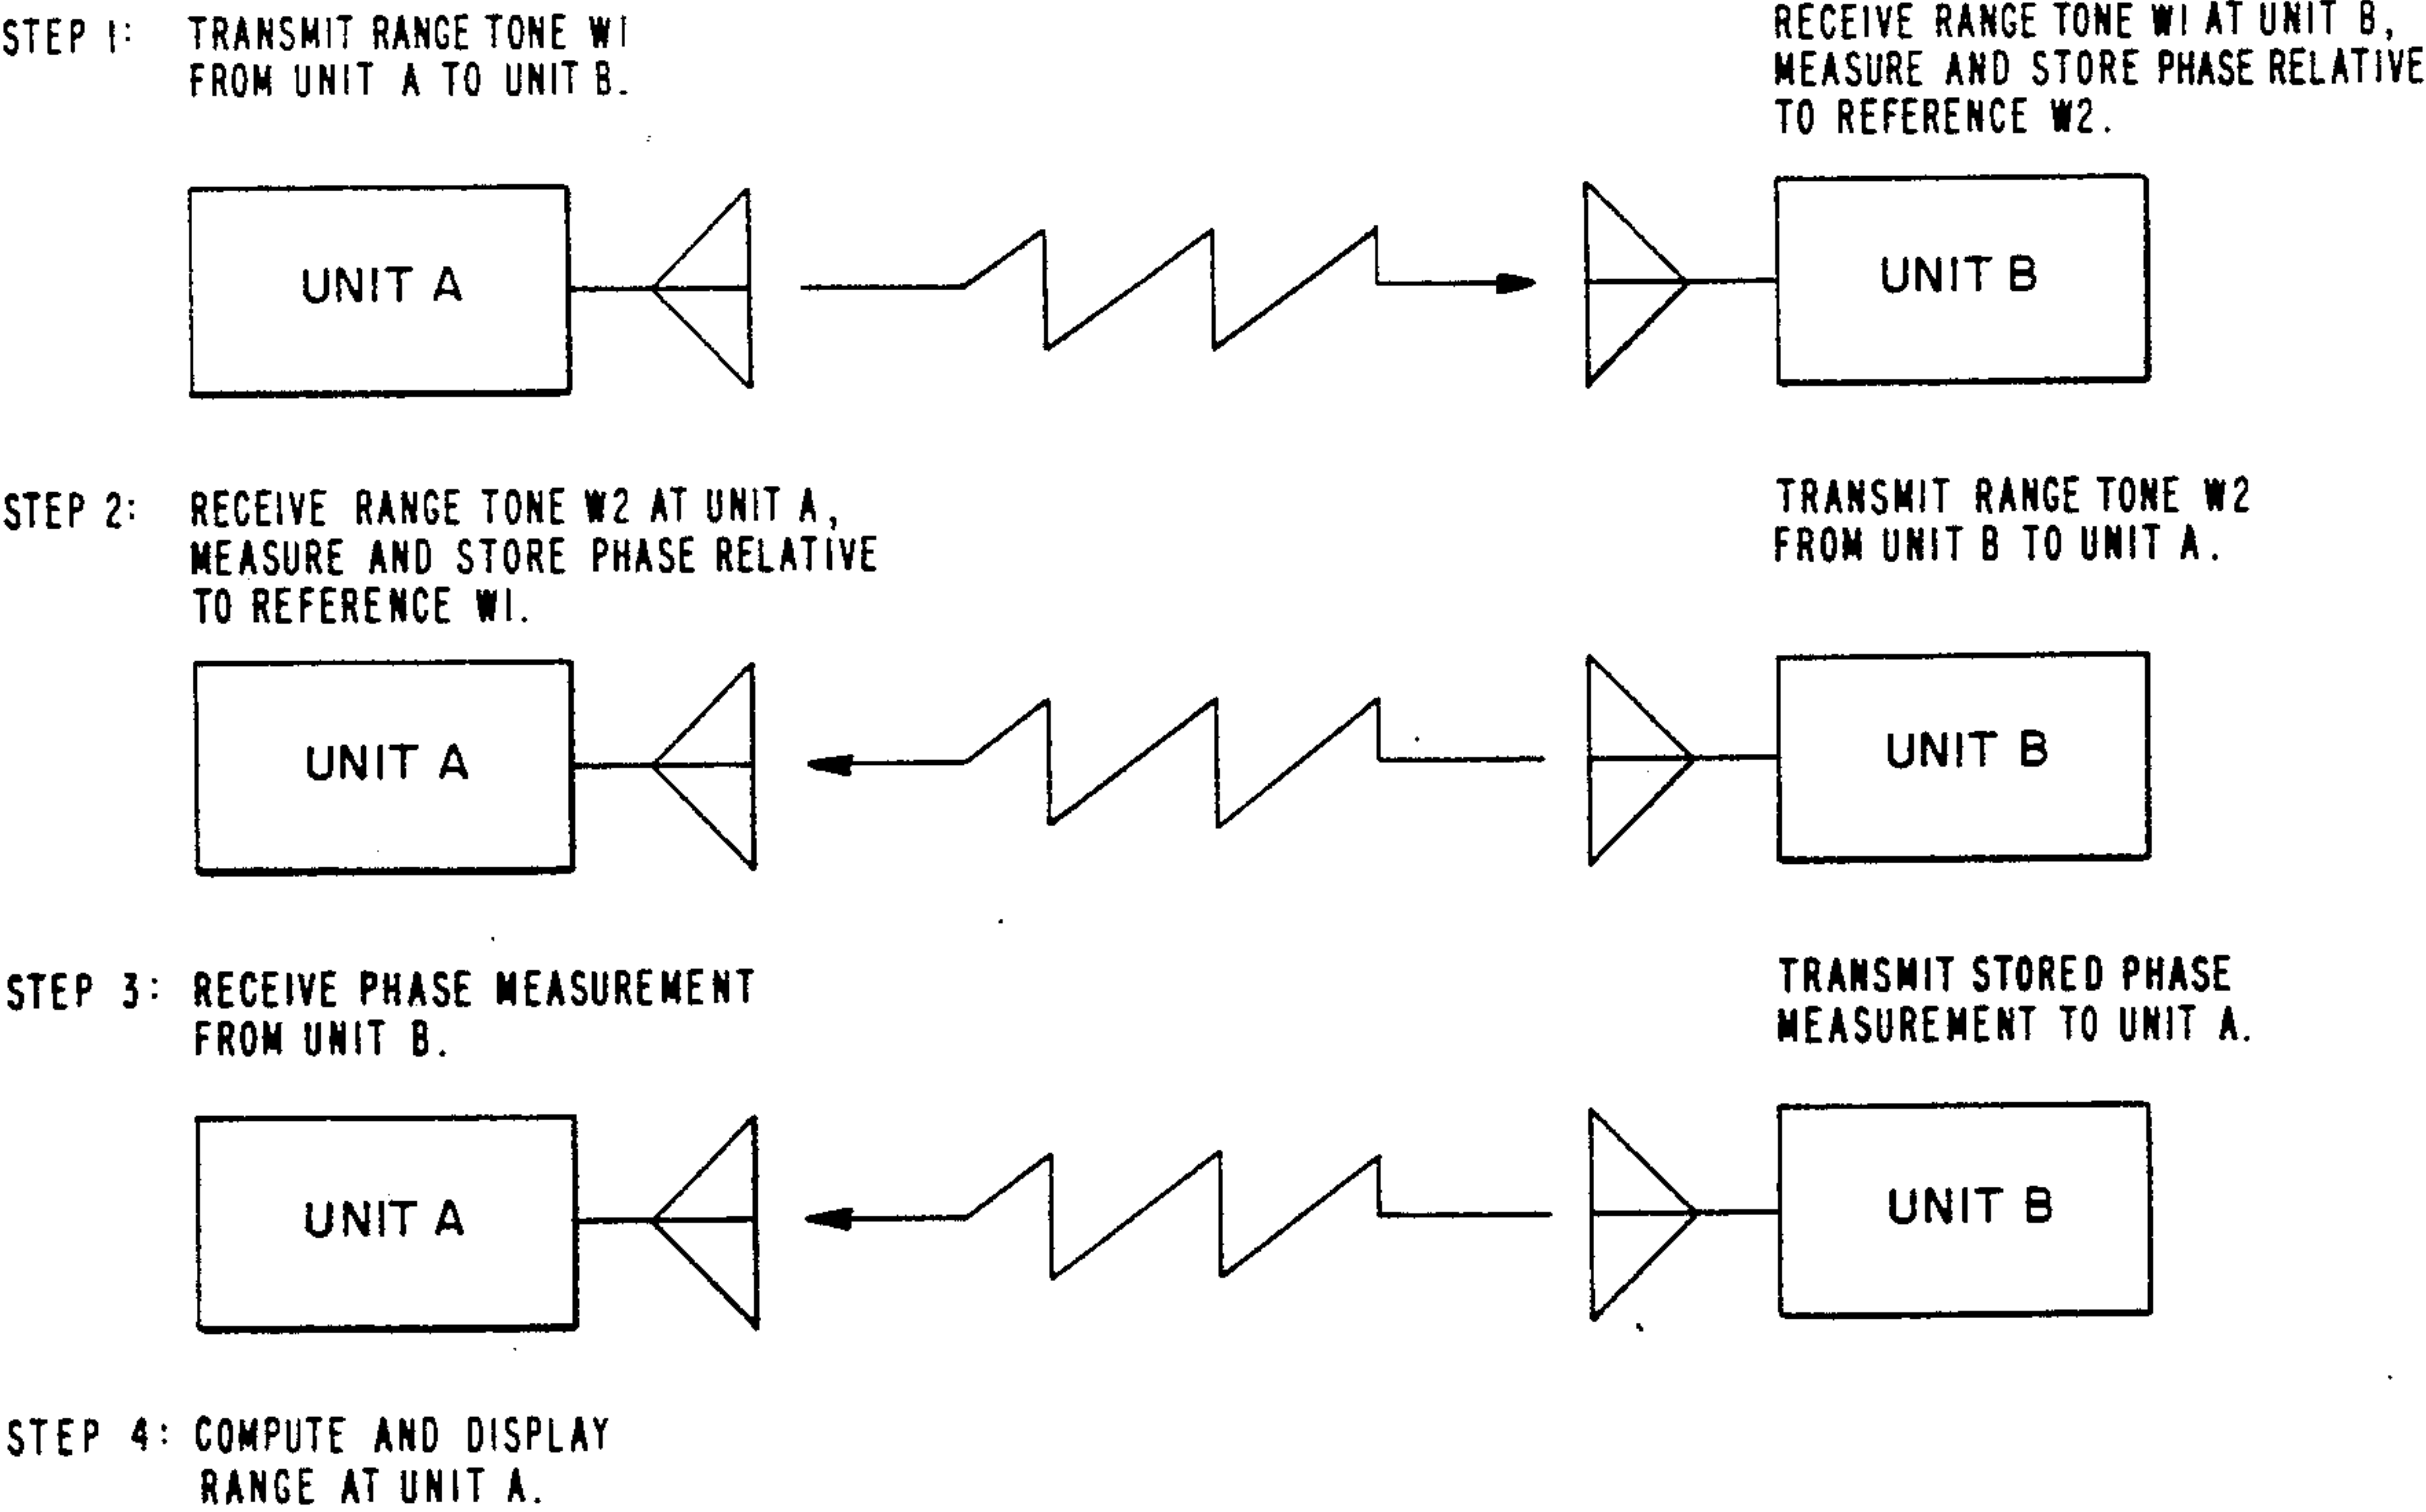 STEP 1: TRANSMIT RANGE TONE W1
FROM UNIT A TO UNIT B.
RECEIVE RANGE TONE W1 AT UNIT B,
MEASURE AND STORE PHASE RELATIVE
TO REFERENCE W2.
UNIT A
UNIT B
STEP 2: RECEIVE RANGE TONE W2 AT UNIT A,
MEASURE AND STORE PHASE RELATIVE
TO REFERENCE W1.
TRANSMIT RANGE TONE W2
FROM UNIT B TO UNIT A.
UNIT A
UNIT B
STEP 3: RECEIVE PHASE MEASUREMENT
FROM UNIT B.
TRANSMIT STORED PHASE
MEASUREMENT TO UNIT A.
UNIT A
UNIT B
STEP 4: COMPUTE AND DISPLAY
RANGE AT UNIT A.